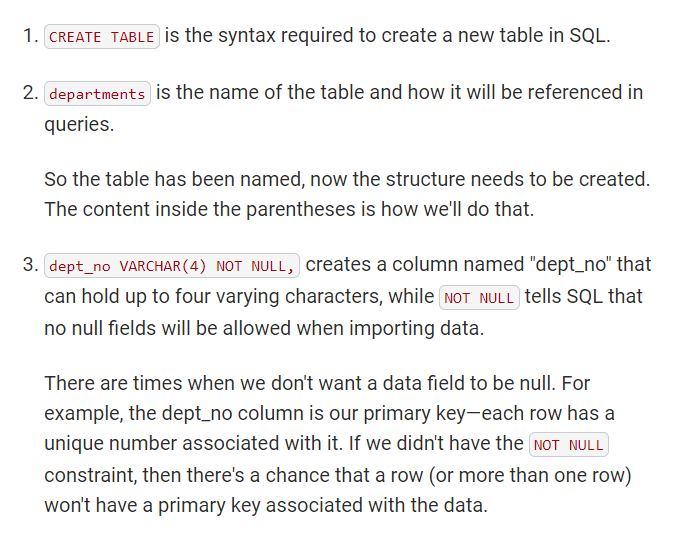 1. CREATE TABLE is the syntax required to create a new table in SQL.
2. departments is the name of the table and how it will be referenced in
queries.
So the table has been named, now the structure needs to be created.
The content inside the parentheses is how we'll do that.
3. dept_no VARCHAR(4) NOT NULL, creates a column named "dept_no" that
can hold up to four varying characters, while NOT NULL tells SQL that
no null fields will be allowed when importing data.
There are times when we don't want a data field to be null. For
example, the dept_no column is our primary key—each row has a
unique number associated with it. If we didn't have the NOT NULL
constraint, then there's a chance that a row (or more than one row)
won't have a primary key associated with the data.